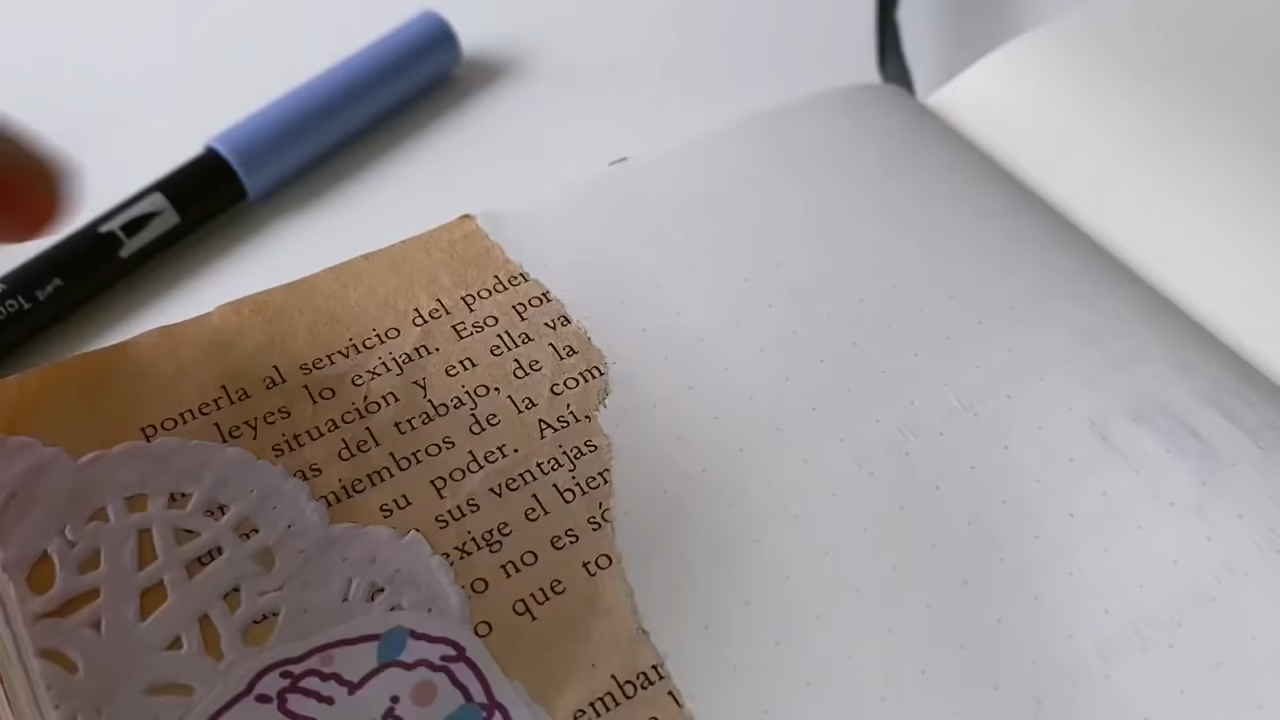 ponerla al servicio del poder
leyes lo exijan. Eso por
situación y en ella va
as del trabajo, de la
miembros de la com
su poder. Así,
sus ventajas
exige el bien
o no es só
o que to
embar